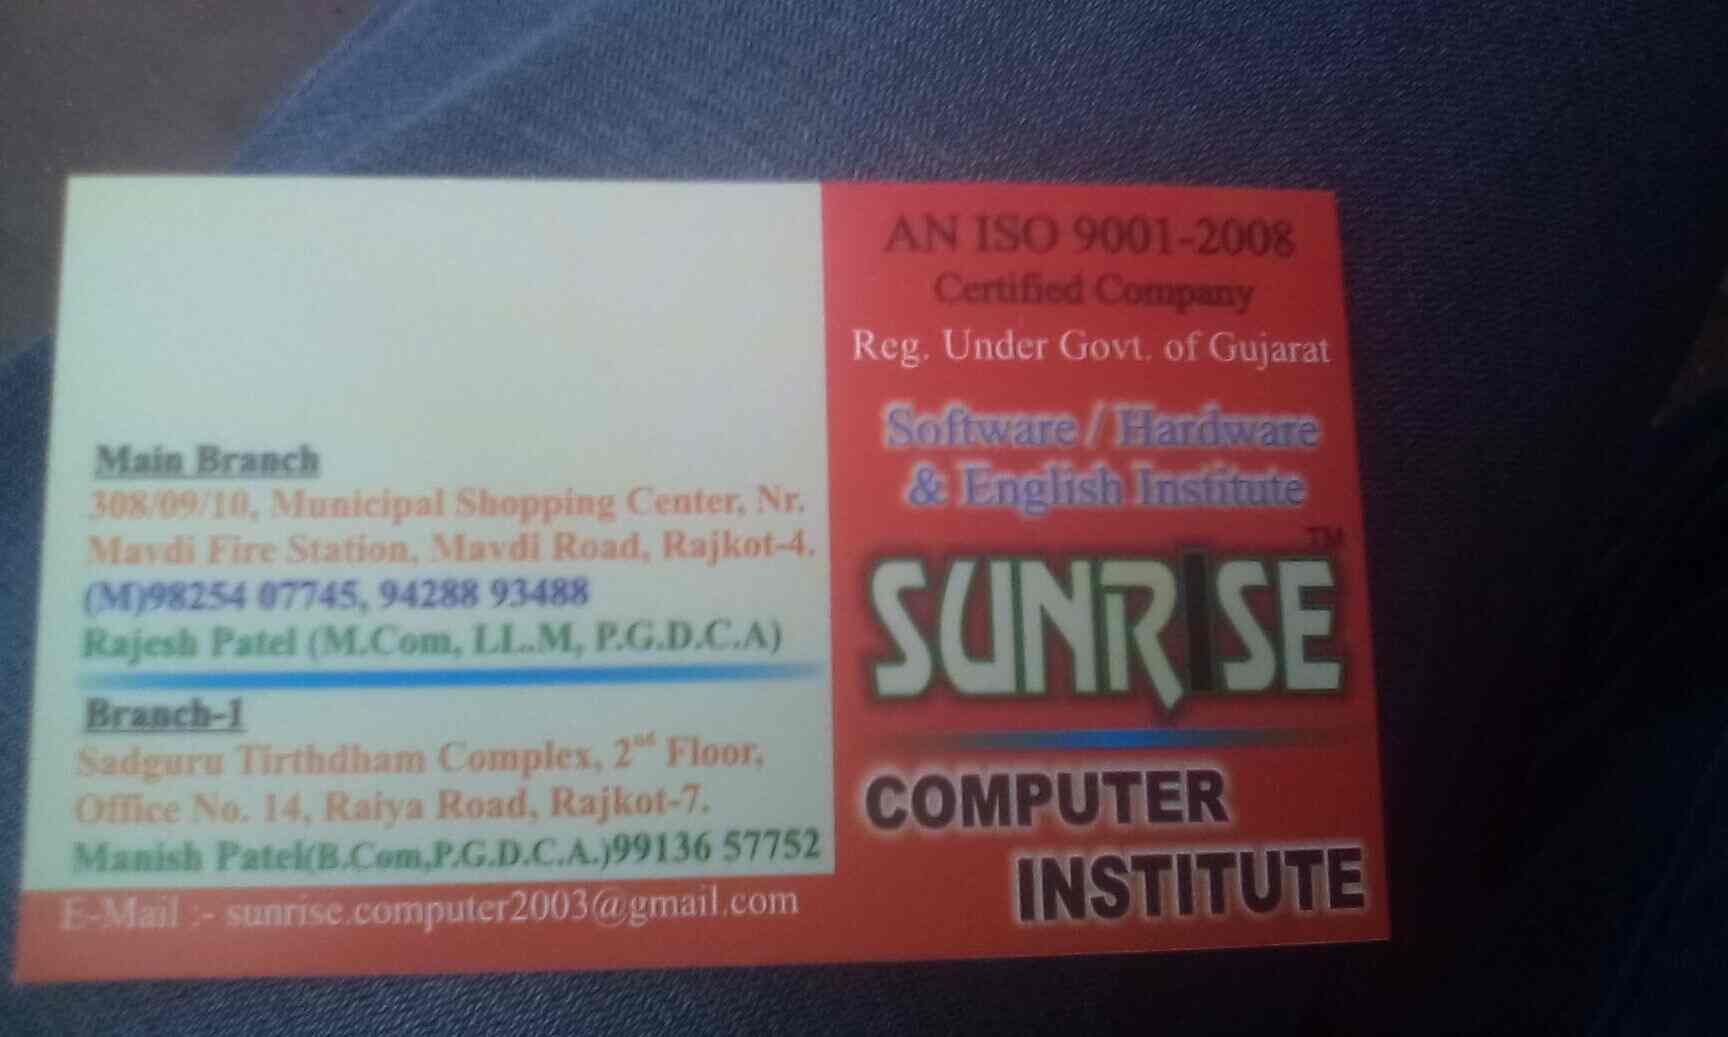 Main Branch
308/09/10, Municipal Shopping Center, Nr.
Mavdi Fire Station, Mavdi Road, Rajkot-4.
(M)98254 07745, 94288 93488
Rajesh Patel (M.Com, LL.M, P.G.D.C.A)
Branch-1
Sadguru Tirthdham Complex, 2nd Floor,
Office No. 14, Raiya Road, Rajkot-7.
Manish Patel(B.Com,P.G.D.C.A.)99136 57752
E-Mail :- sunrise.computer2003@gmail.com
AN ISO 9001-2008
Certified Company
Reg. Under Govt. of Gujarat
Software / Hardware
& English Institute
SUNRISE TM
COMPUTER
INSTITUTE